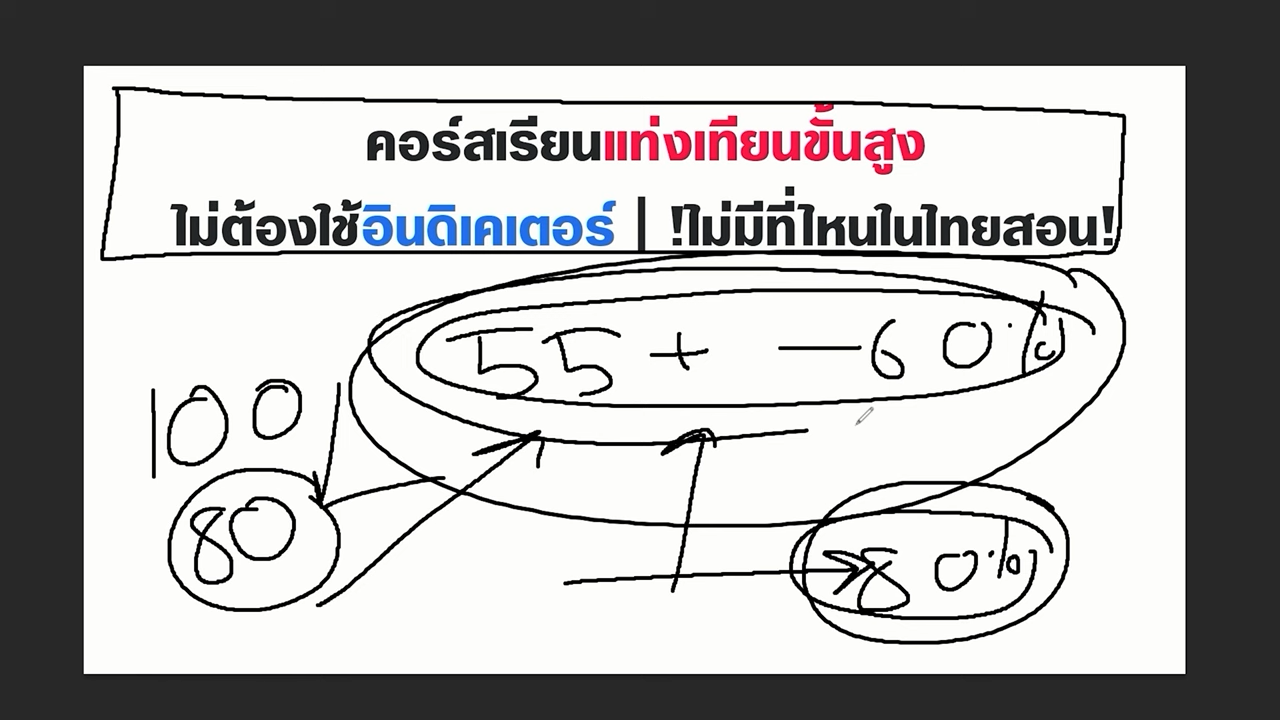 คอร์สเรียนแท่งเทียนขั้นสูง
ไม่ต้องใช้อินดิเคเตอร์ | !ไม่มีที่ไหนในไทยสอน!
55 + — 60%
100
80
80%